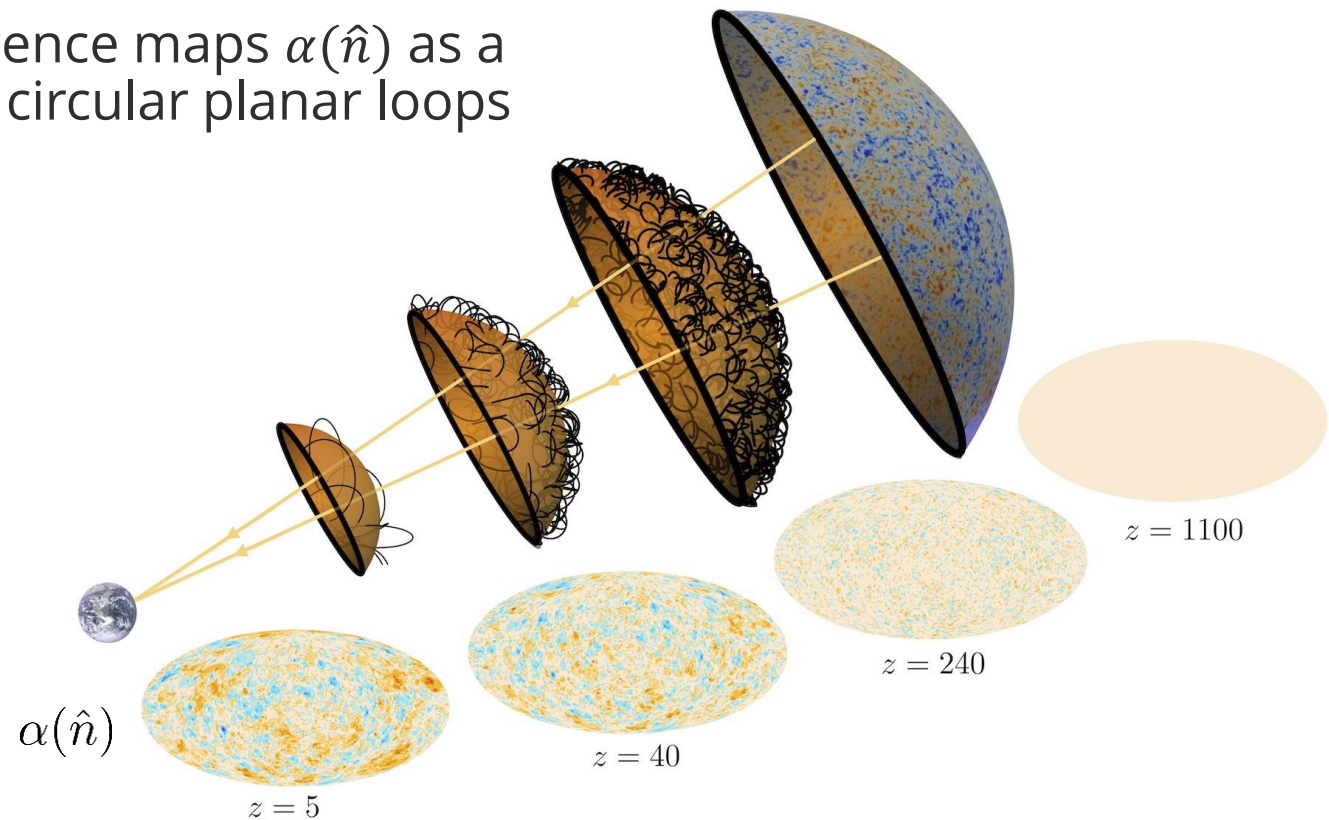 ence maps α(n̂) as a
circular planar loops
z = 1100
z = 240
z = 40
α(n̂)
z = 5